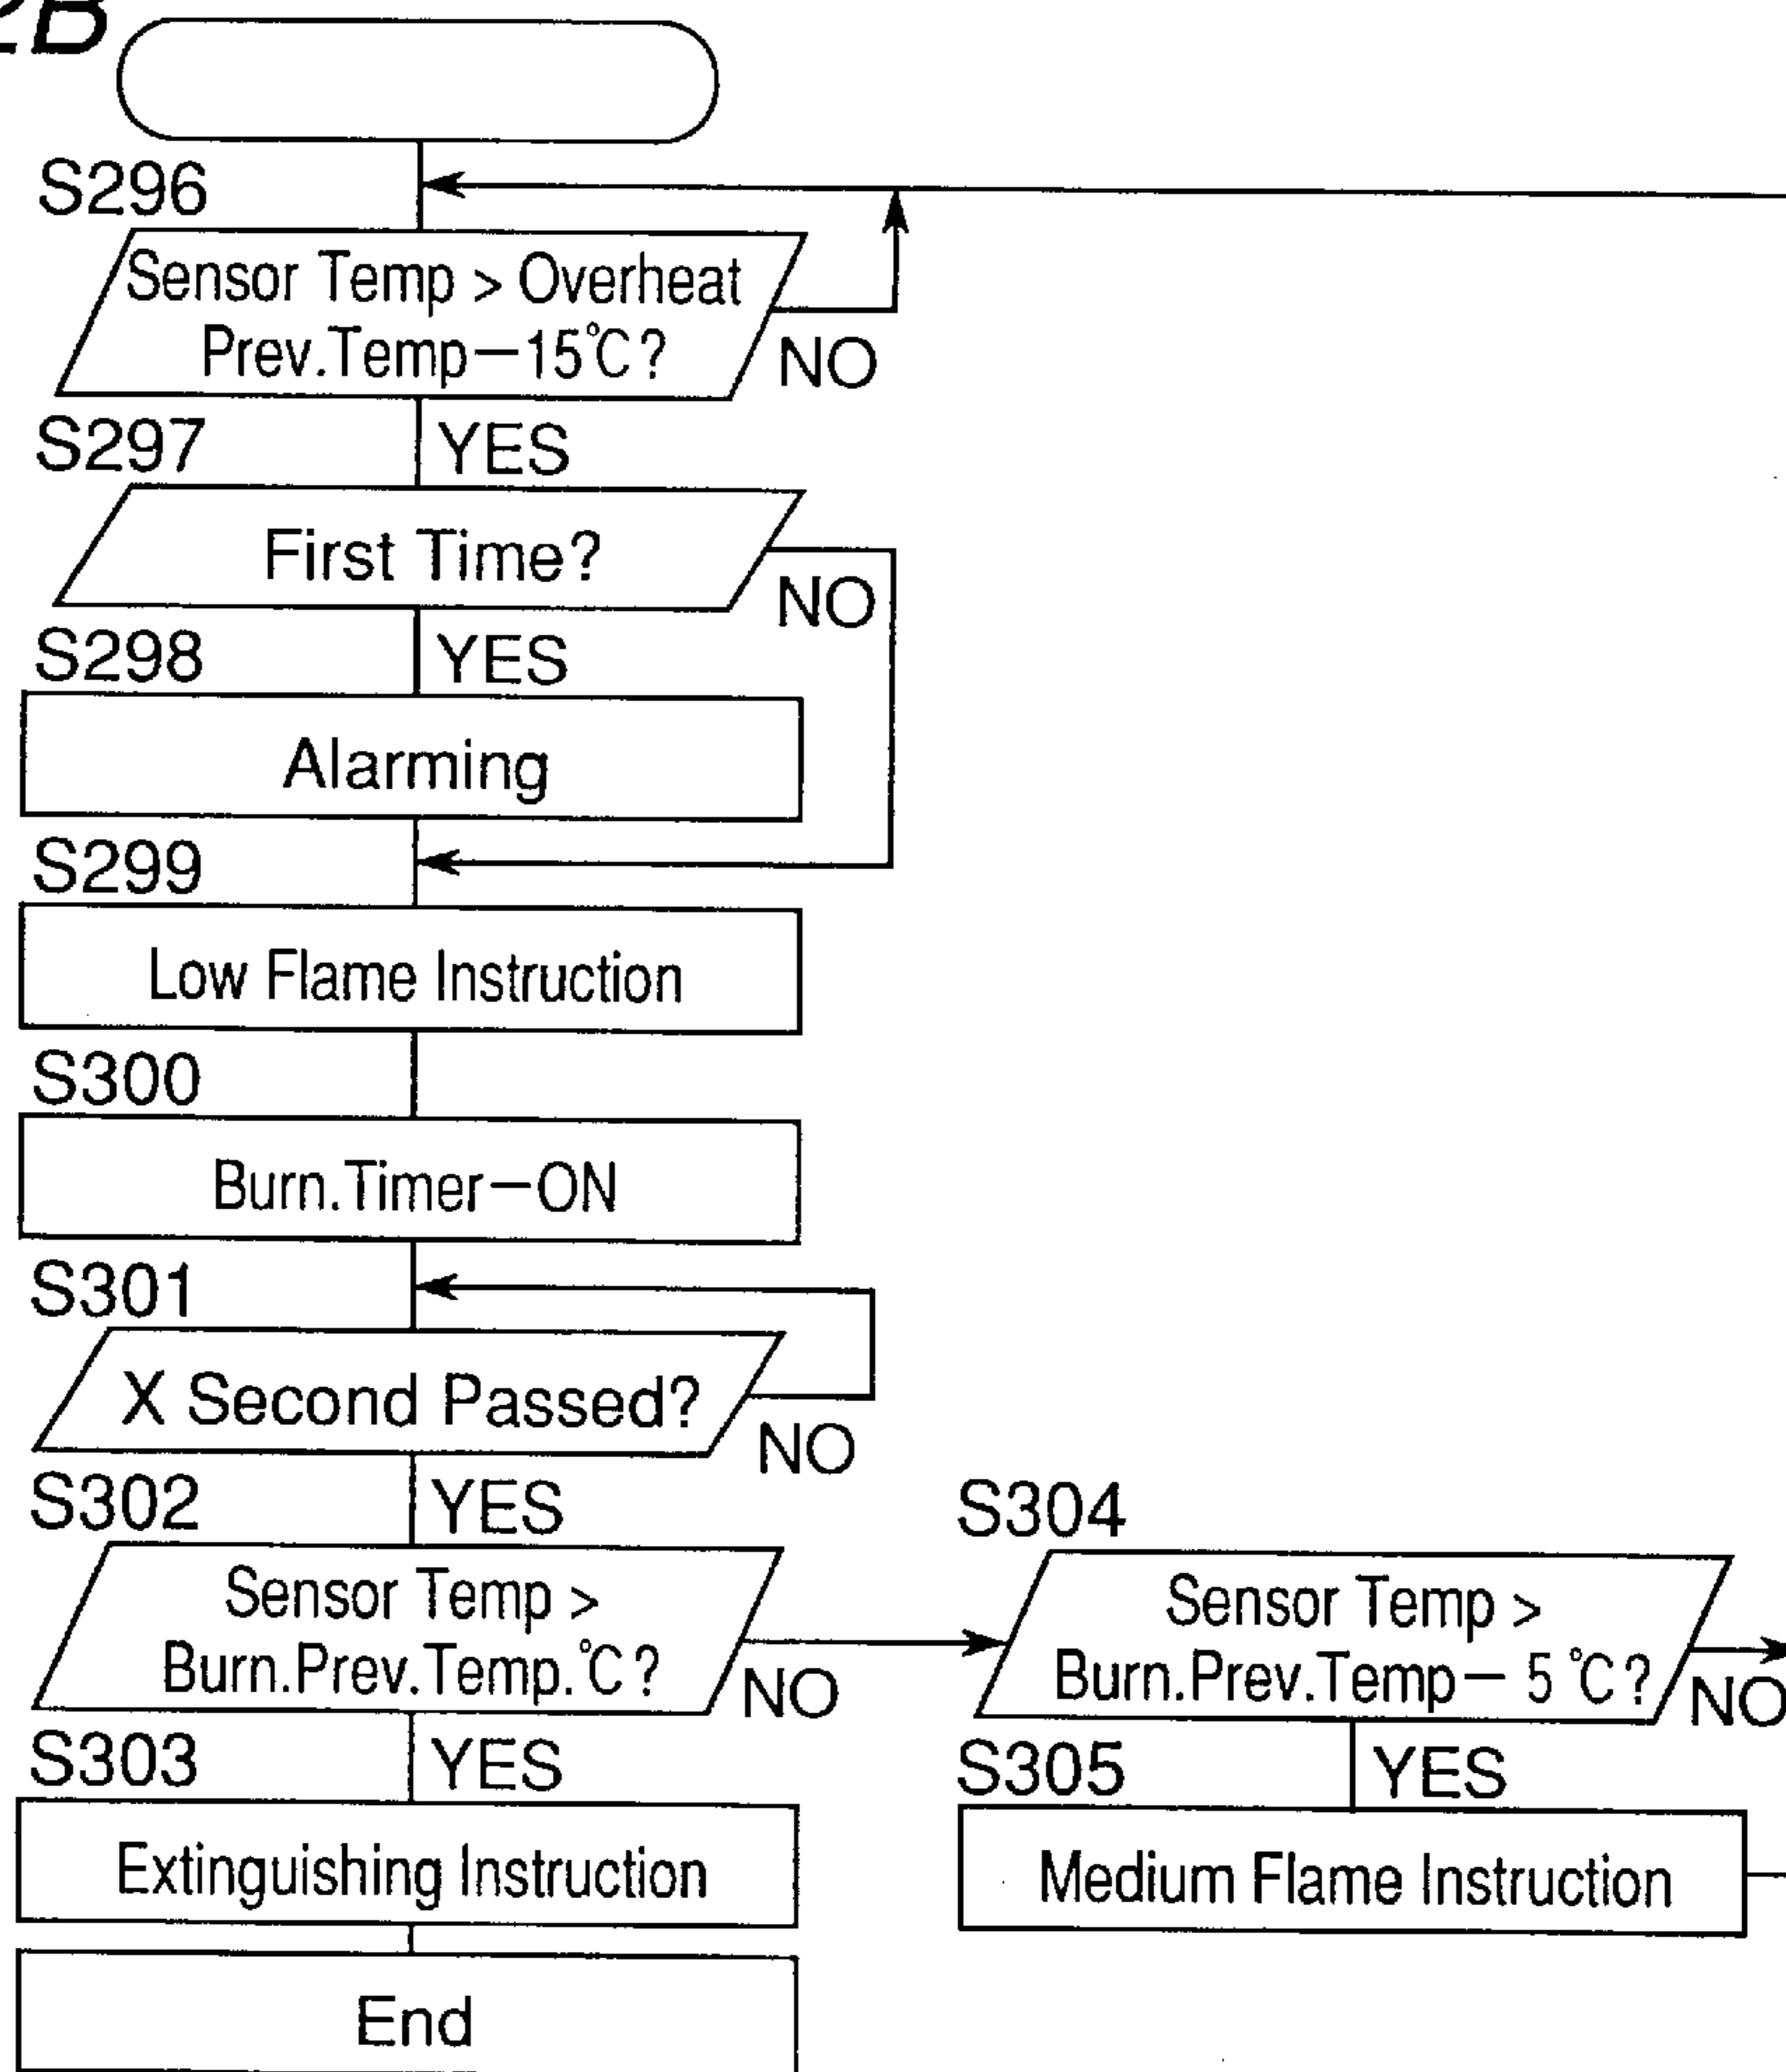 2B
S296
Sensor Temp > Overheat
Prev.Temp－15℃?
NO
S297
YES
First Time?
NO
S298
YES
Alarming
S299
Low Flame Instruction
S300
Burn.Timer－ON
S301
X Second Passed?
NO
S302
YES
Sensor Temp >
Burn.Prev.Temp.℃?
NO
S304
Sensor Temp >
Burn.Prev.Temp－ 5℃?
NO
S303
YES
Extinguishing Instruction
S305
YES
Medium Flame Instruction
End